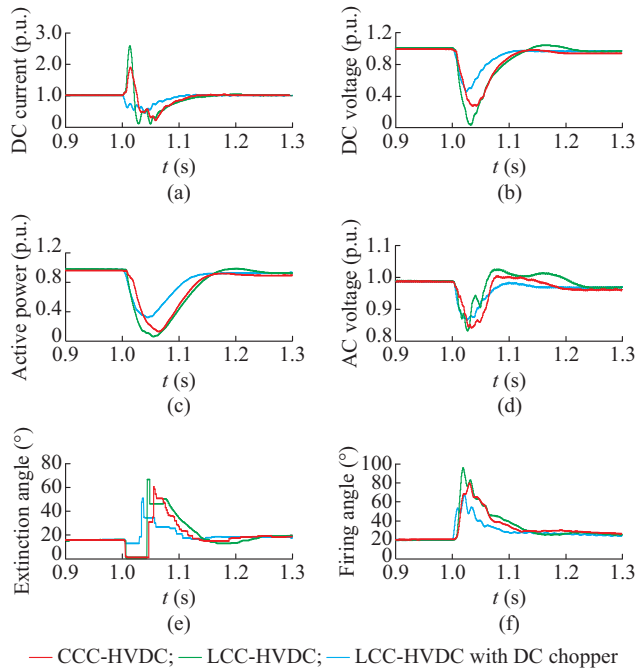 DC current (p.u.)
3.0
2.0
1.0
0
0.9 1.0 1.1 1.2 1.3
t (s)
(a)
DC voltage (p.u.)
1.2
0.8
0.4
0
0.9 1.0 1.1 1.2 1.3
t (s)
(b)
Active power (p.u.)
1.2
0.8
0.4
0
0.9 1.0 1.1 1.2 1.3
t (s)
(c)
AC voltage (p.u.)
1.1
1.0
0.9
0.8
0.9 1.0 1.1 1.2 1.3
t (s)
(d)
Extinction angle (°)
80
60
40
20
0
0.9 1.0 1.1 1.2 1.3
t (s)
(e)
Firing angle (°)
100
80
60
40
20
0
0.9 1.0 1.1 1.2 1.3
t (s)
(f)
CCC-HVDC; LCC-HVDC; LCC-HVDC with DC chopper